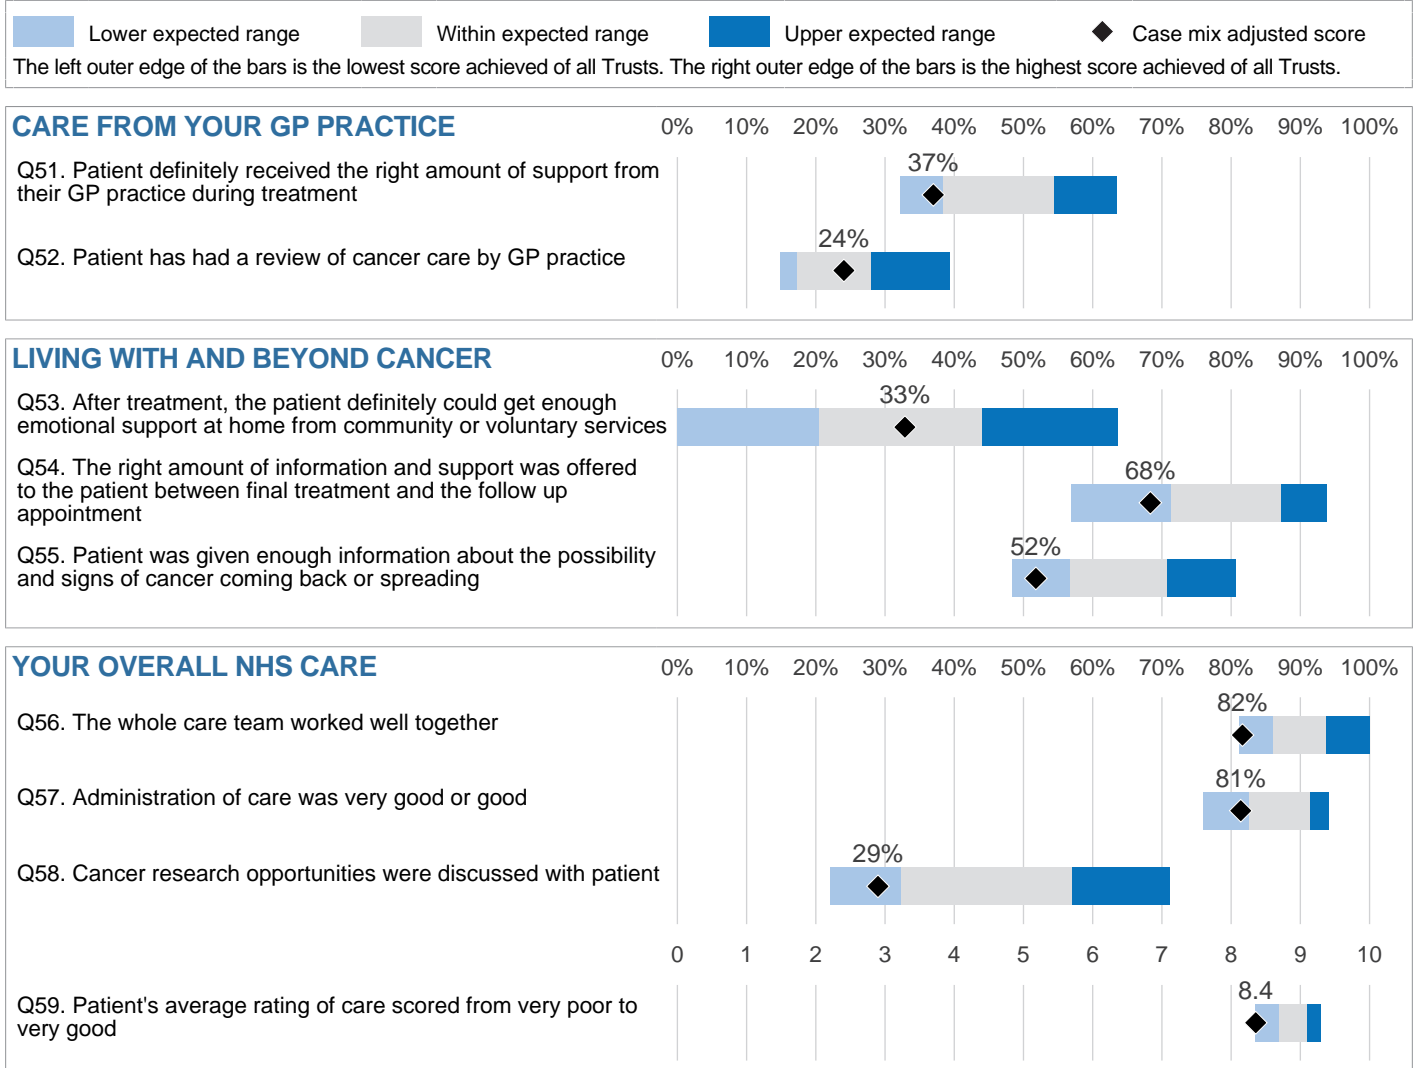 Lower expected range Within expected range Upper expected range Case mix adjusted score
The left outer edge of the bars is the lowest score achieved of all Trusts. The right outer edge of the bars is the highest score achieved of all Trusts.
CARE FROM YOUR GP PRACTICE 0% 10% 20% 30% 40% 50% 60% 70% 80% 90% 100%
37%
Q51. Patient definitely received the right amount of support from
their GP practice during treatment
24%
Q52. Patient has had a review of cancer care by GP practice
LIVING WITH AND BEYOND CANCER 0% 10% 20% 30% 40% 50% 60% 70% 80% 90% 100%
33%
Q53. After treatment, the patient definitely could get enough
emotional support at home from community or voluntary services
Q54. The right amount of information and support was offered 68%
to the patient between final treatment and the follow up
appointment
52%
Q55. Patient was given enough information about the possibility
and signs of cancer coming back or spreading
YOUR OVERALL NHS CARE 0% 10% 20% 30% 40% 50% 60% 70% 80% 90% 100%
82%
Q56. The whole care team worked well together
81%
Q57. Administration of care was very good or good
29%
Q58. Cancer research opportunities were discussed with patient
0 1 2 3 4 5 6 7 8 9 10
8.4
Q59. Patient's average rating of care scored from very poor to
very good